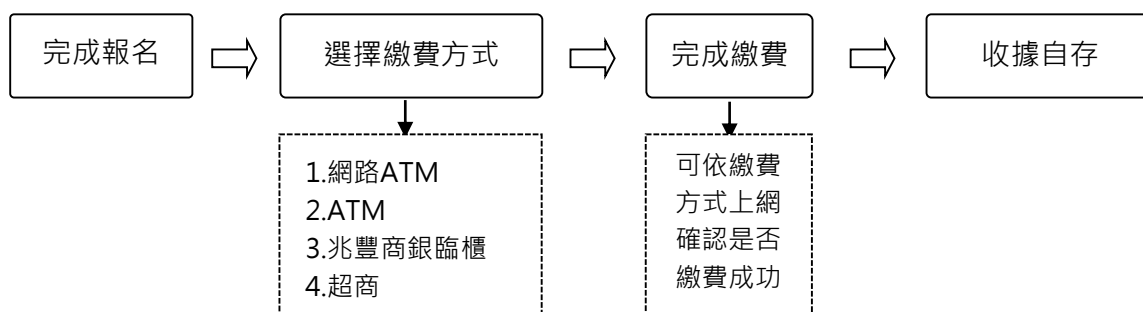 完成報名
選擇繳費方式
完成繳費
收據自存
1.網路ATM
2.ATM
3.兆豐商銀臨櫃
4.超商
可依繳費
方式上網
確認是否
繳費成功